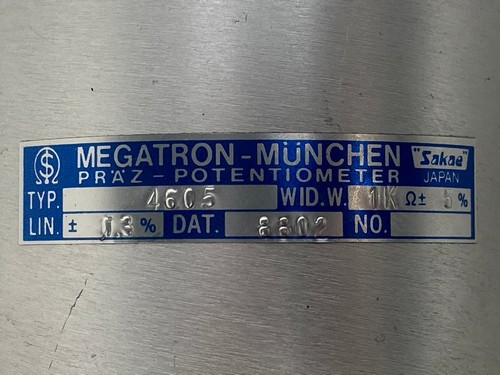 MEGATRON-MÜNCHEN "Sakae"
PRÄZ-POTENTIOMETER JAPAN
TYP. 4605 WID.W. 1K Ω± 5 %
LIN. ± 0.3 % DAT. 8802 NO.